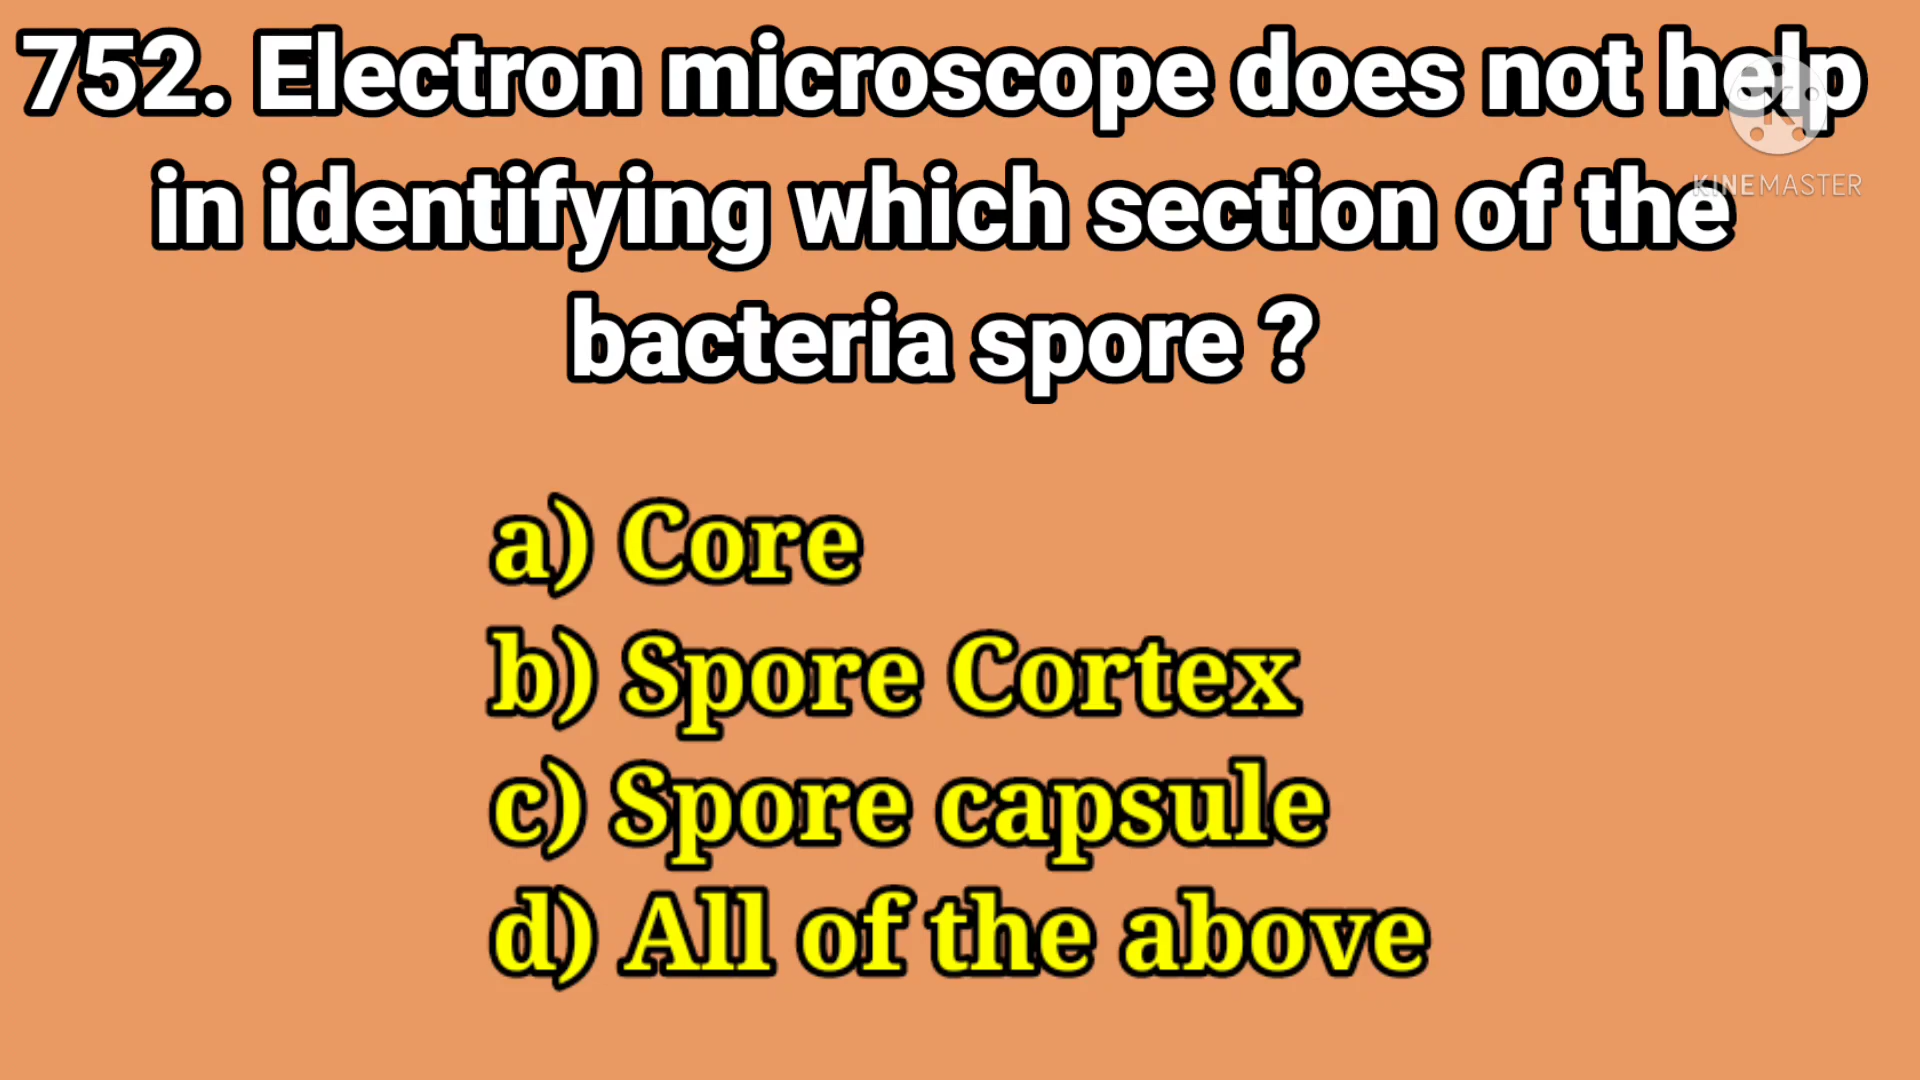 752. Electron microscope does not help
in identifying which section of the
bacteria spore ?
KINEMASTER
a) Core
b) Spore Cortex
c) Spore capsule
d) All of the above